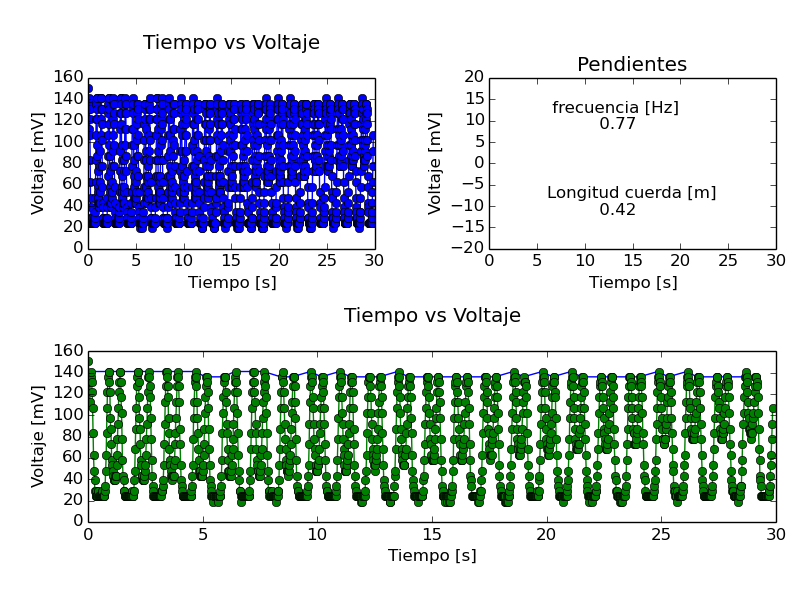 Tiempo vs Voltaje
Voltaje [mV]
160
140
120
100
80
60
40
20
0
0 5 10 15 20 25 30
Tiempo [s]
Pendientes
Voltaje [mV]
20
15
10
5
0
−5
−10
−15
−20
frecuencia [Hz]
0.77
Longitud cuerda [m]
0.42
0 5 10 15 20 25 30
Tiempo [s]
Tiempo vs Voltaje
Voltaje [mV]
160
140
120
100
80
60
40
20
0
0 5 10 15 20 25 30
Tiempo [s]